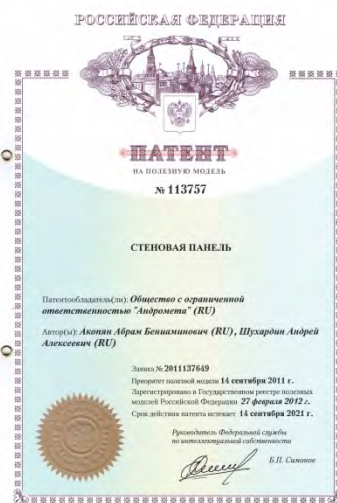 РОССИЙСКАЯ ФЕДЕРАЦИЯ
ПАТЕНТ
НА ПОЛЕЗНУЮ МОДЕЛЬ
№ 113757
СТЕНОВАЯ ПАНЕЛЬ
Патентообладатель(ли): Общество с ограниченной
ответственностью "Андромета" (RU)
Автор(ы): Акопян Абрам Бениаминович (RU), Шухардин Андрей
Алексеевич (RU)
Заявка № 2011137649
Приоритет полезной модели 14 сентября 2011 г.
Зарегистрировано в Государственном реестре полезных
моделей Российской Федерации 27 февраля 2012 г.
Срок действия патента истекает 14 сентября 2021 г.
Руководитель Федеральной службы
по интеллектуальной собственности
Б.П. Симонов